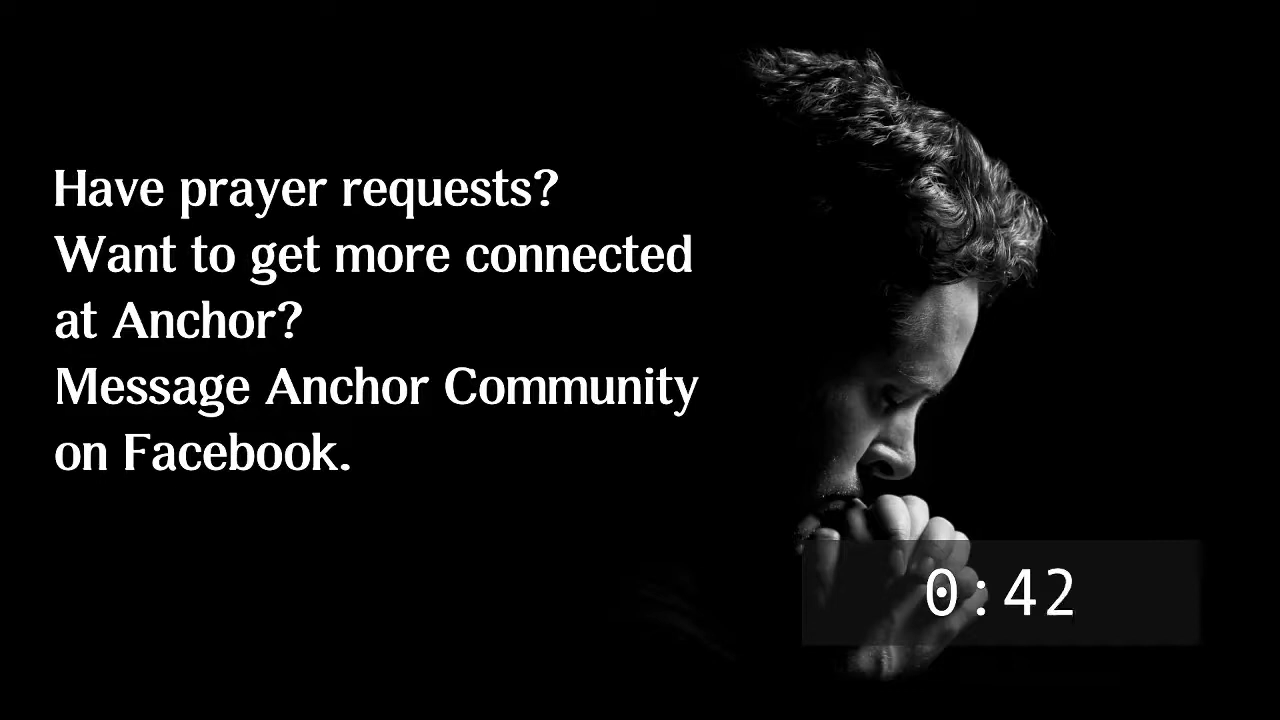 Have prayer requests?
Want to get more connected
at Anchor?
Message Anchor Community
on Facebook.
0:42